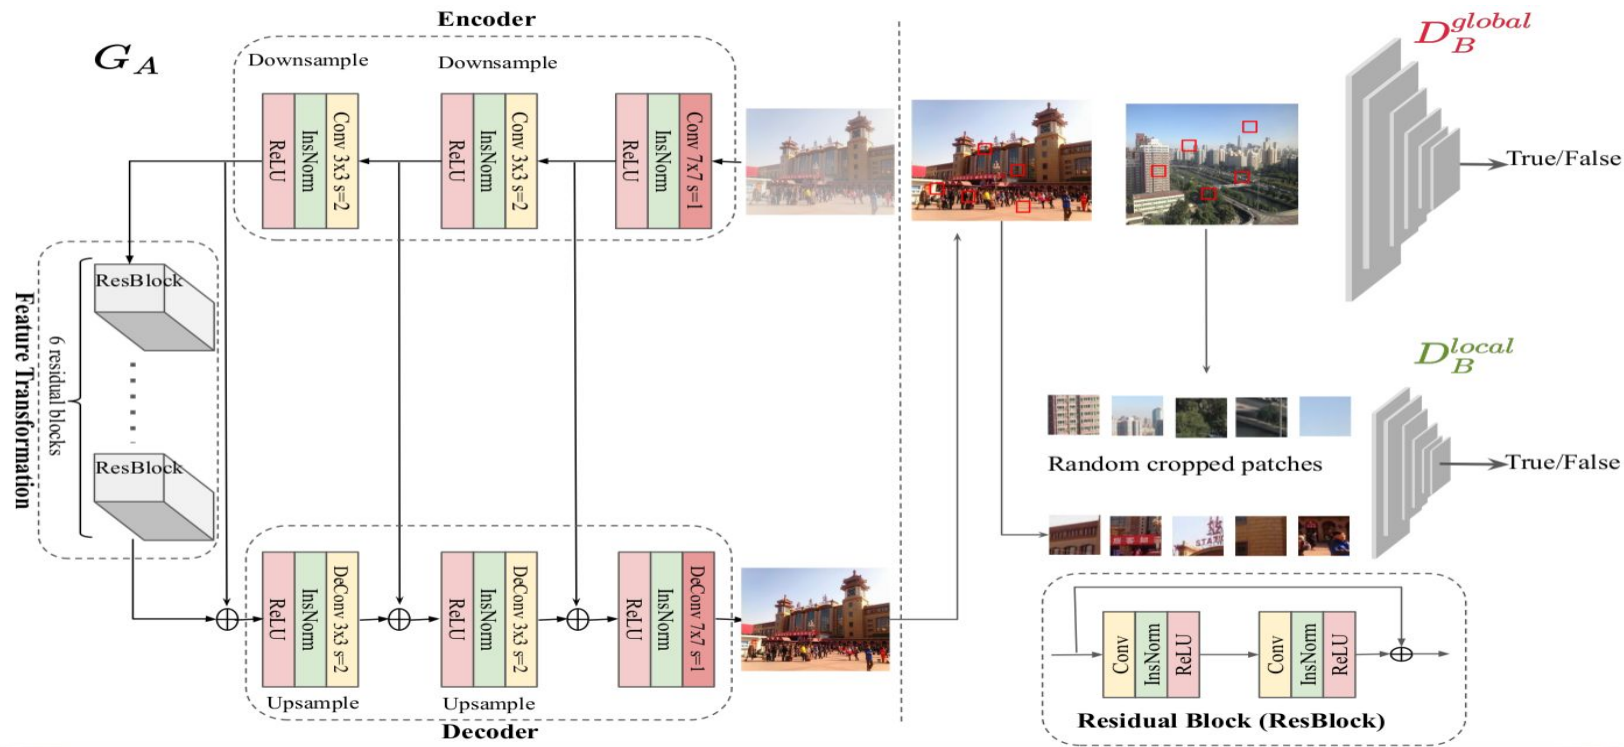 Encoder
G_A
Downsample
Downsample
ReLU
InsNorm
Conv 3x3 s=2
ReLU
InsNorm
Conv 3x3 s=2
ReLU
InsNorm
Conv 7x7 s=1
Feature Transformation
6 residual blocks
ResBlock
ResBlock
ReLU
InsNorm
DeConv 3x3 s=2
ReLU
InsNorm
DeConv 3x3 s=2
ReLU
InsNorm
DeConv 7x7 s=1
Upsample
Upsample
Decoder
D_B^{global}
True/False
D_B^{local}
True/False
Random cropped patches
Conv
InsNorm
ReLU
Conv
InsNorm
ReLU
Residual Block (ResBlock)